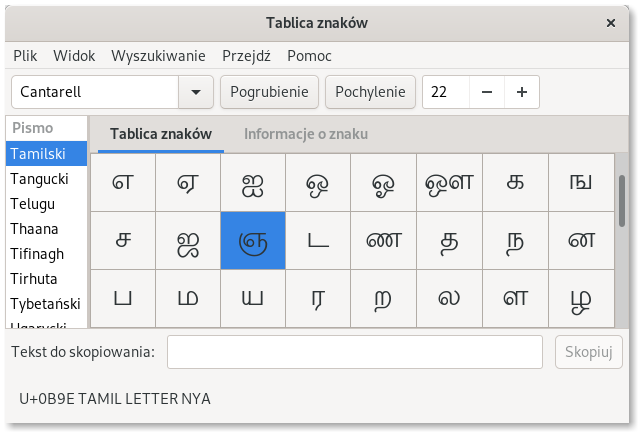 Tablica znaków
Plik Widok Wyszukiwanie Przejdź Pomoc
Cantarell Pogrubienie Pochylenie 22
Pismo
Tamilski
Tangucki
Telugu
Thaana
Tifinagh
Tirhuta
Tybetański
Ugarycki
Tablica znaków Informacje o znaku
எ ஏ ஐ ஒ ஓ ஔ க ங
ச ஜ ஞ ட ண த ந ன
ப ம ய ர ற ல ள ழ
Tekst do skopiowania: Skopiuj
U+0B9E TAMIL LETTER NYA